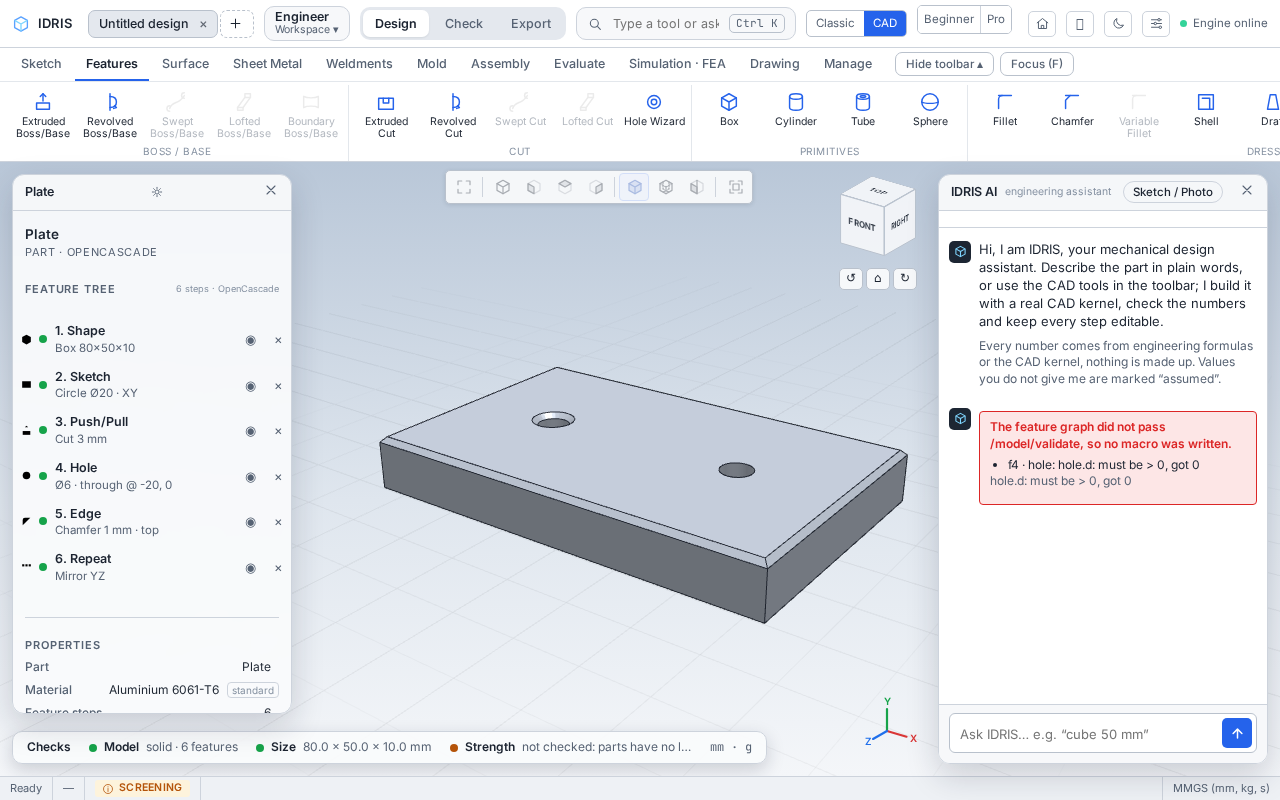 IDRIS
Untitled design ×
+
Engineer
Workspace ▾
Design
Check
Export
Type a tool or ask
Ctrl K
Classic
CAD
Beginner
Pro
Engine online
Sketch
Features
Surface
Sheet Metal
Weldments
Mold
Assembly
Evaluate
Simulation · FEA
Drawing
Manage
Hide toolbar ▴
Focus (F)
Extruded Boss/Base
Revolved Boss/Base
Swept Boss/Base
Lofted Boss/Base
Boundary Boss/Base
BOSS / BASE
Extruded Cut
Revolved Cut
Swept Cut
Lofted Cut
Hole Wizard
CUT
Box
Cylinder
Tube
Sphere
PRIMITIVES
Fillet
Chamfer
Variable Fillet
Shell
DRESS
Plate
Plate
PART · OPENCASCADE
FEATURE TREE
6 steps · OpenCascade
1. Shape
Box 80×50×10
2. Sketch
Circle Ø20 · XY
3. Push/Pull
Cut 3 mm
4. Hole
Ø6 · through @ -20, 0
5. Edge
Chamfer 1 mm · top
6. Repeat
Mirror YZ
PROPERTIES
Part Plate
Material Aluminium 6061-T6 standard
Feature steps 6
TOP
FRONT
RIGHT
IDRIS AI engineering assistant
Sketch / Photo
Hi, I am IDRIS, your mechanical design
assistant. Describe the part in plain words,
or use the CAD tools in the toolbar; I build it
with a real CAD kernel, check the numbers
and keep every step editable.
Every number comes from engineering formulas
or the CAD kernel, nothing is made up. Values
you do not give me are marked “assumed”.
The feature graph did not pass
/model/validate, so no macro was written.
• f4 · hole: hole.d: must be > 0, got 0
hole.d: must be > 0, got 0
Ask IDRIS... e.g. “cube 50 mm”
Y
Z
X
Checks
Model solid · 6 features
Size 80.0 × 50.0 × 10.0 mm
Strength not checked: parts have no l...
mm · g
Ready
—
SCREENING
MMGS (mm, kg, s)